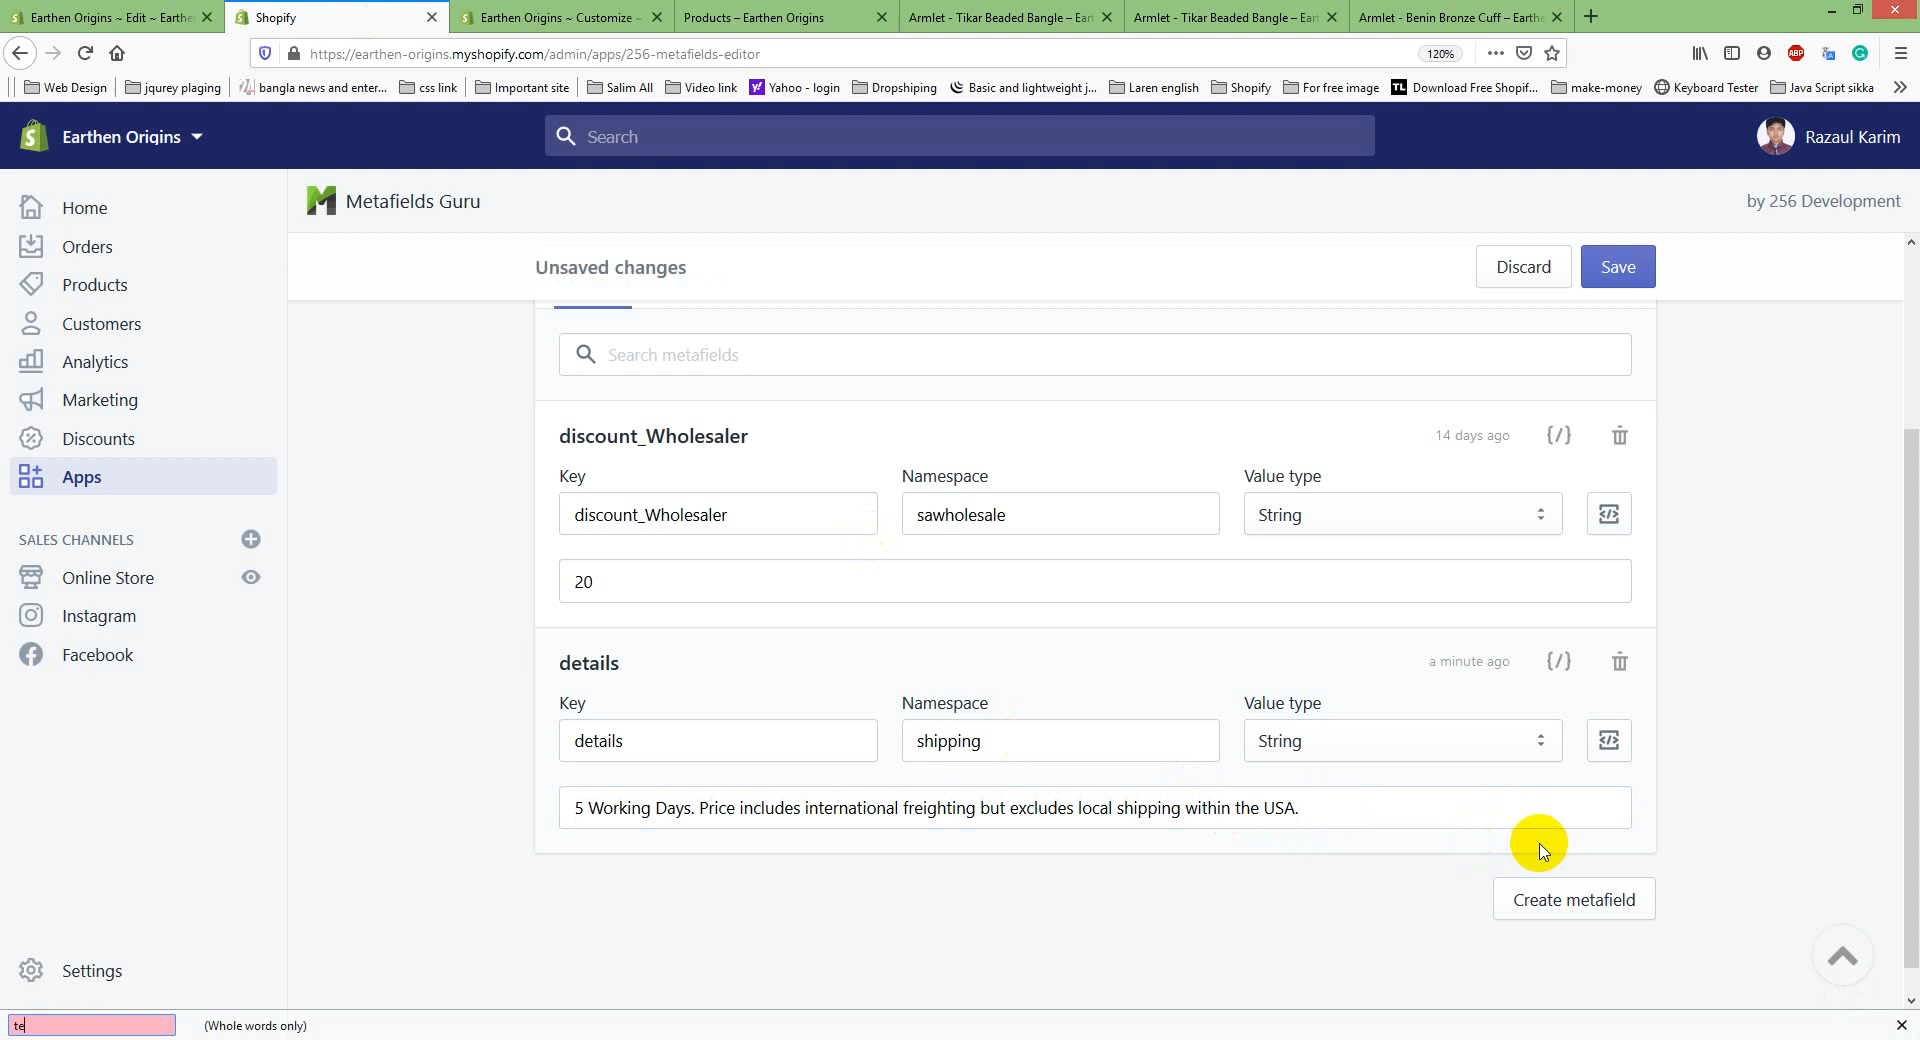 Earthen Origins ~ Edit ~ Earthe
Shopify
Earthen Origins ~ Customize ~
Products – Earthen Origins
Armlet - Tikar Beaded Bangle – Eart
Armlet - Tikar Beaded Bangle – Eart
Armlet - Benin Bronze Cuff – Earthe
https://earthen-origins.myshopify.com/admin/apps/256-metafields-editor
120%
Web Design
jqurey plaging
bangla news and enter...
css link
Important site
Salim All
Video link
Yahoo - login
Dropshiping
Basic and lightweight j...
Laren english
Shopify
For free image
TL
Download Free Shopif...
make-money
Keyboard Tester
Java Script sikka
Earthen Origins
Search
Razaul Karim
Home
Orders
Products
Customers
Analytics
Marketing
Discounts
Apps
SALES CHANNELS
Online Store
Instagram
Facebook
Settings
Metafields Guru
by 256 Development
Unsaved changes
Discard
Save
Search metafields
discount_Wholesaler
14 days ago
Key
Namespace
Value type
discount_Wholesaler
sawholesale
String
20
details
a minute ago
Key
Namespace
Value type
details
shipping
String
5 Working Days. Price includes international freighting but excludes local shipping within the USA.
Create metafield
te
(Whole words only)